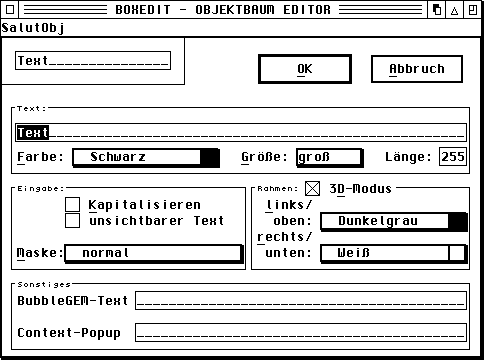 BOXEDIT - OBJEKTBAUM EDITOR
SalutObj
Text_______________
OK
Abbruch
Text:
Text
Farbe: Schwarz Größe: groß Länge: 255
Eingabe:
Kapitalisieren
unsichtbarer Text
Maske: normal
Rahmen: 3D-Modus
links/
oben: Dunkelgrau
rechts/
unten: Weiß
Sonstiges
BubbleGEM-Text
Context-Popup